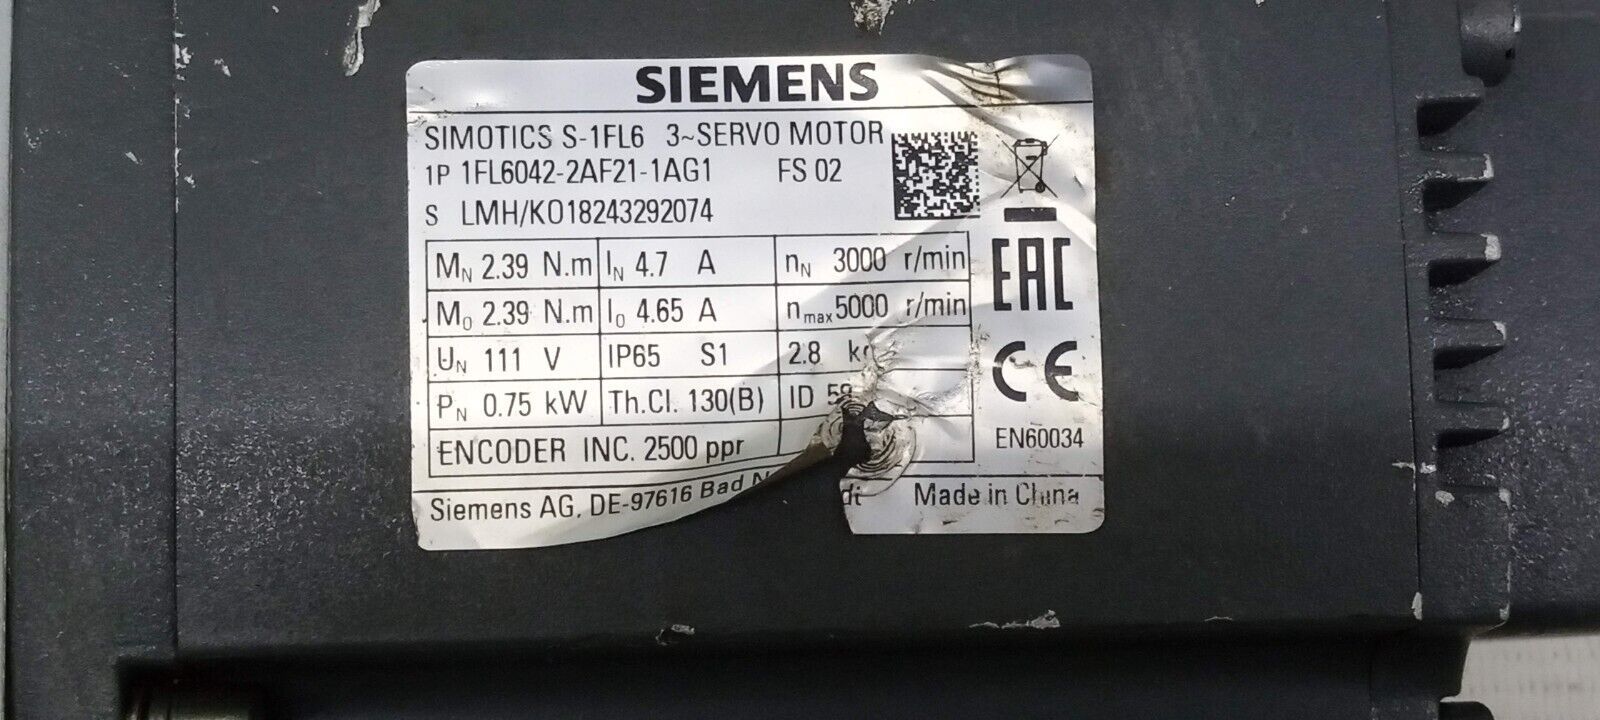 SIEMENS
SIMOTICS S-1FL6 3~SERVO MOTOR
1P 1FL6042-2AF21-1AG1 FS 02
S LMH/K018243292074
MN 2.39 N.m IN 4.7 A nN 3000 r/min
M0 2.39 N.m I0 4.65 A nmax 5000 r/min
UN 111 V IP65 S1 2.8
PN 0.75 kW Th.Cl. 130(B) ID
ENCODER INC. 2500 ppr
EAC
CE
EN60034
Siemens AG, DE-97616 Bad
Made in China